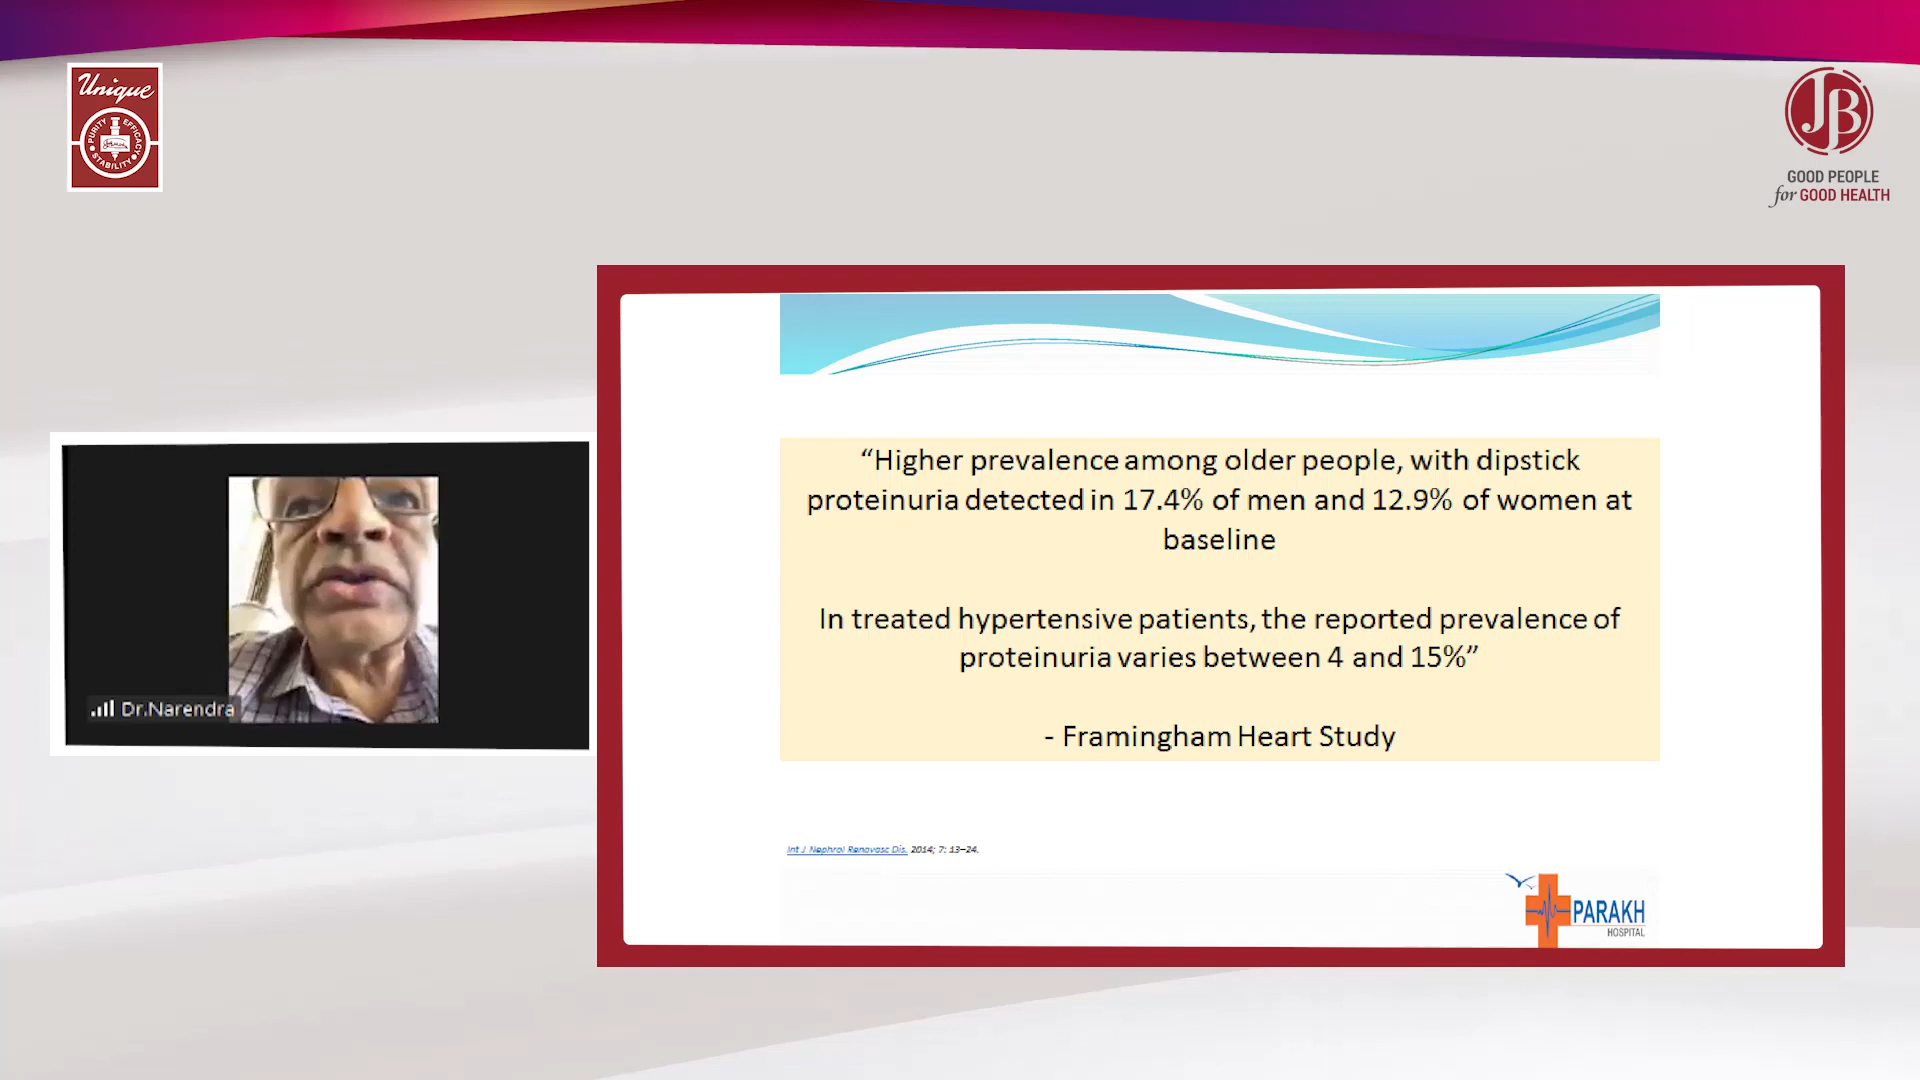 Unique
PURITY EFFICACY
STABILITY
JB
GOOD PEOPLE
for GOOD HEALTH
“Higher prevalence among older people, with dipstick
proteinuria detected in 17.4% of men and 12.9% of women at
baseline
In treated hypertensive patients, the reported prevalence of
proteinuria varies between 4 and 15%”
- Framingham Heart Study
Dr.Narendra
Int J Nephrol Renovasc Dis. 2014; 7: 13–24.
PARAKH
HOSPITAL